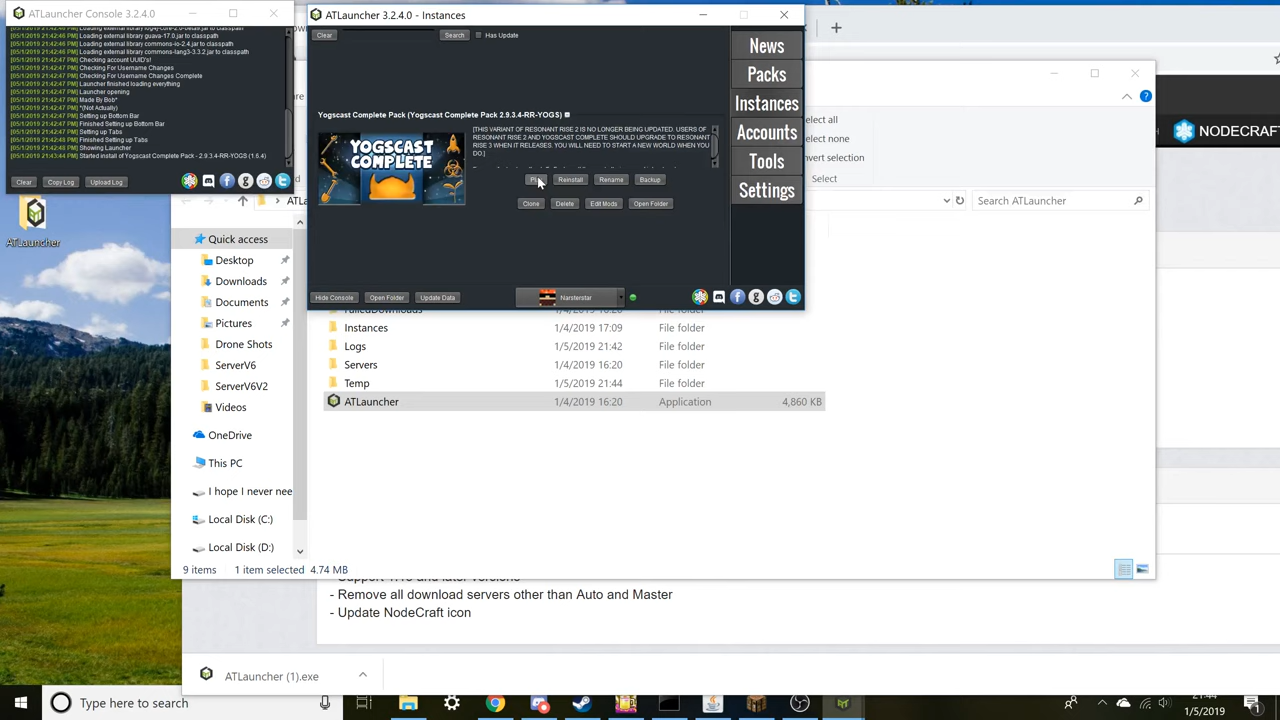 ATLauncher Console 3.2.4.0
[05/1/2019 21:42:47 PM] Loading external library guava-17.0.jar to classpath
[05/1/2019 21:42:47 PM] Loading external library commons-io-2.4.jar to classpath
[05/1/2019 21:42:47 PM] Loading external library commons-lang3-3.3.2.jar to classpath
[05/1/2019 21:42:47 PM] Checking account UUID's!
[05/1/2019 21:42:47 PM] Checking For Username Changes
[05/1/2019 21:42:47 PM] Checking For Username Changes Complete
[05/1/2019 21:42:47 PM] Launcher finished loading everything
[05/1/2019 21:42:47 PM] Launcher opening
[05/1/2019 21:42:47 PM] Made By Bob*
[05/1/2019 21:42:47 PM] *(Not Actually)
[05/1/2019 21:42:47 PM] Setting up Bottom Bar
[05/1/2019 21:42:47 PM] Finished Setting up Bottom Bar
[05/1/2019 21:42:47 PM] Setting up Tabs
[05/1/2019 21:42:48 PM] Finished Setting up Tabs
[05/1/2019 21:42:48 PM] Showing Launcher
[05/1/2019 21:43:44 PM] Started install of Yogscast Complete Pack - 2.9.3.4-RR-YOGS (1.6.4)
Clear Copy Log Upload Log
ATLauncher
ATLauncher 3.2.4.0 - Instances
Clear Search Has Update
Yogscast Complete Pack (Yogscast Complete Pack 2.9.3.4-RR-YOGS)
YOGSCAST
COMPLETE
[THIS VARIANT OF RESONANT RISE 2 IS NO LONGER BEING UPDATED. USERS OF
RESONANT RISE 2 AND YOGSCAST COMPLETE SHOULD UPGRADE TO RESONANT
RISE 3 WHEN IT RELEASES. YOU WILL NEED TO START A NEW WORLD WHEN YOU
DO.]
Reinstall Rename Backup
Clone Delete Edit Mods Open Folder
News
Packs
Instances
Accounts
Tools
Settings
Hide Console Open Folder Update Data Narsterstar
elect all
elect none
vert selection
Select
NODECRAF
Search ATLauncher
Quick access
Desktop
Downloads
Documents
Pictures
Drone Shots
ServerV6
ServerV6V2
Videos
OneDrive
This PC
I hope I never nee
Local Disk (C:)
Local Disk (D:)
FailedDownloads 1/4/2019 16:20 File folder
Instances 1/4/2019 17:09 File folder
Logs 1/5/2019 21:42 File folder
Servers 1/4/2019 16:20 File folder
Temp 1/5/2019 21:44 File folder
ATLauncher 1/4/2019 16:20 Application 4,860 KB
9 items 1 item selected 4.74 MB
- Remove all download servers other than Auto and Master
- Update NodeCraft icon
ATLauncher (1).exe
Type here to search
21:44
1/5/2019